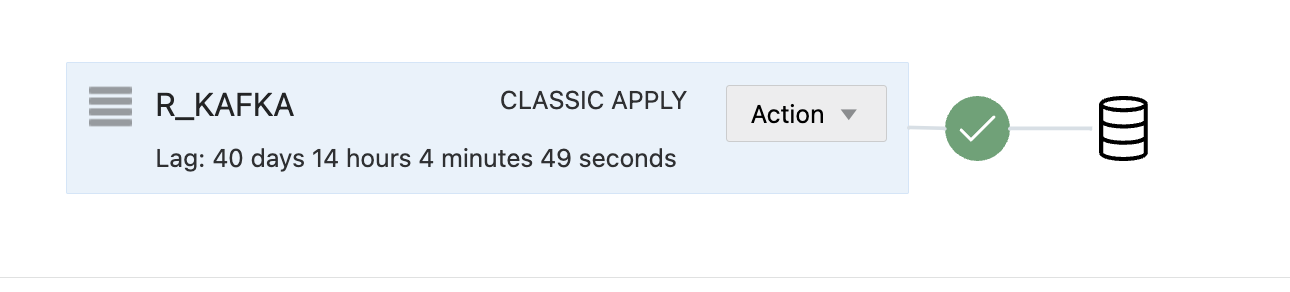 R_KAFKA
CLASSIC APPLY
Action
Lag: 40 days 14 hours 4 minutes 49 seconds